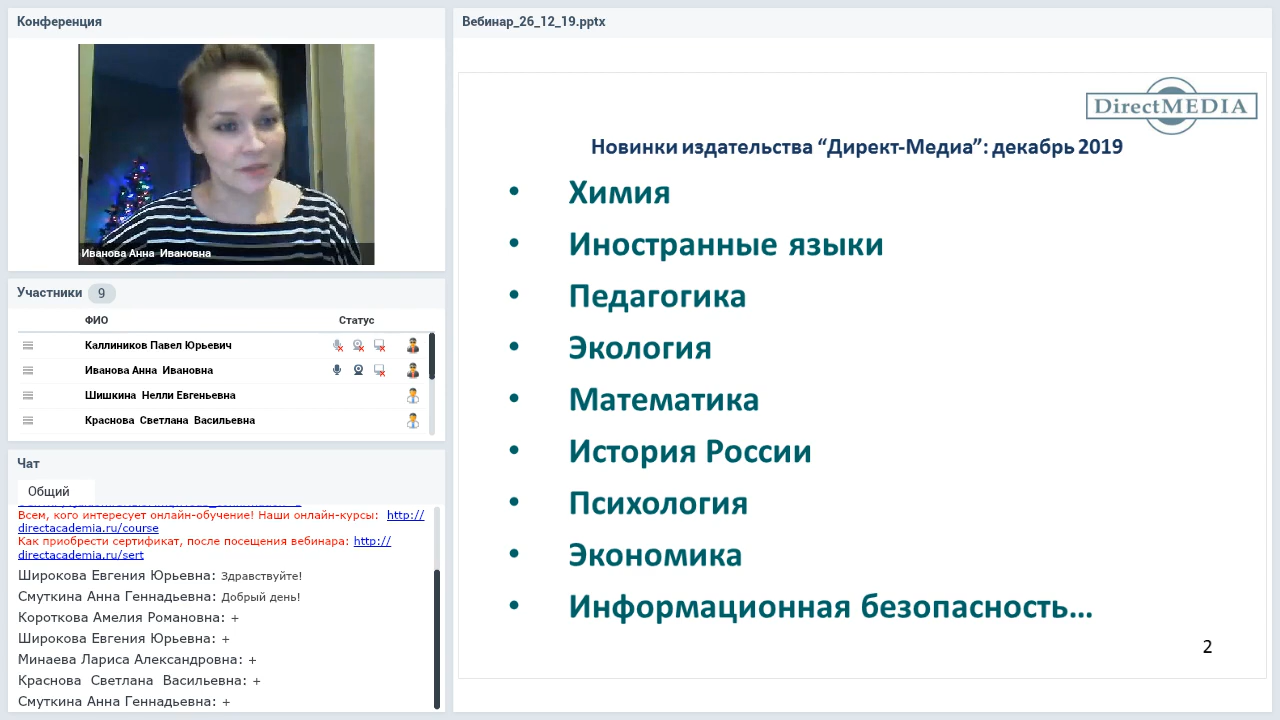 Конференция
Иванова Анна Ивановна
Участники 9
ФИО Статус
Каллиников Павел Юрьевич
Иванова Анна Ивановна
Шишкина Нелли Евгеньевна
Краснова Светлана Васильевна
Чат
Общий
Всем, кого интересует онлайн-обучение! Наши онлайн-курсы: http://
directacademia.ru/course
Как приобрести сертификат, после посещения вебинара: http://
directacademia.ru/sert
Широкова Евгения Юрьевна: Здравствуйте!
Смуткина Анна Геннадьевна: Добрый день!
Короткова Амелия Романовна: +
Широкова Евгения Юрьевна: +
Минаева Лариса Александровна: +
Краснова Светлана Васильевна: +
Смуткина Анна Геннадьевна: +
Вебинар_26_12_19.pptx
DirectMEDIA
Новинки издательства “Директ-Медиа”: декабрь 2019
• Химия
• Иностранные языки
• Педагогика
• Экология
• Математика
• История России
• Психология
• Экономика
• Информационная безопасность…
2